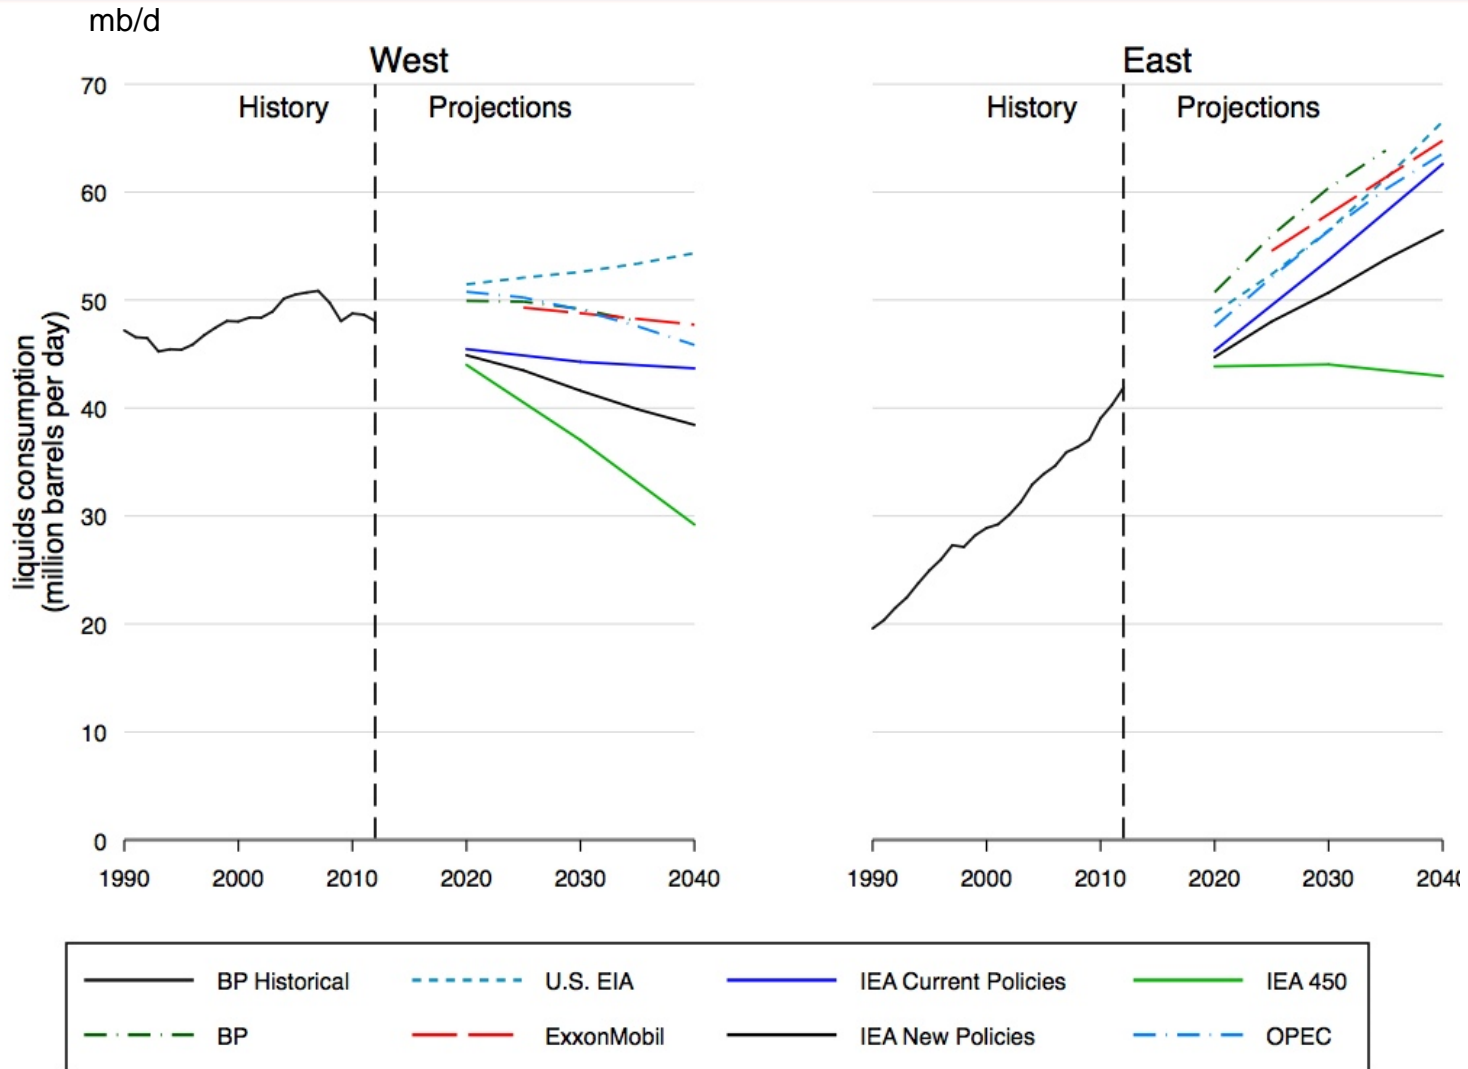 mb/d
West
East
History
Projections
History
Projections
70
60
50
40
30
20
10
0
liquids consumption
(million barrels per day)
1990 2000 2010 2020 2030 2040
1990 2000 2010 2020 2030 204
BP Historical
U.S. EIA
IEA Current Policies
IEA 450
BP
ExxonMobil
IEA New Policies
OPEC